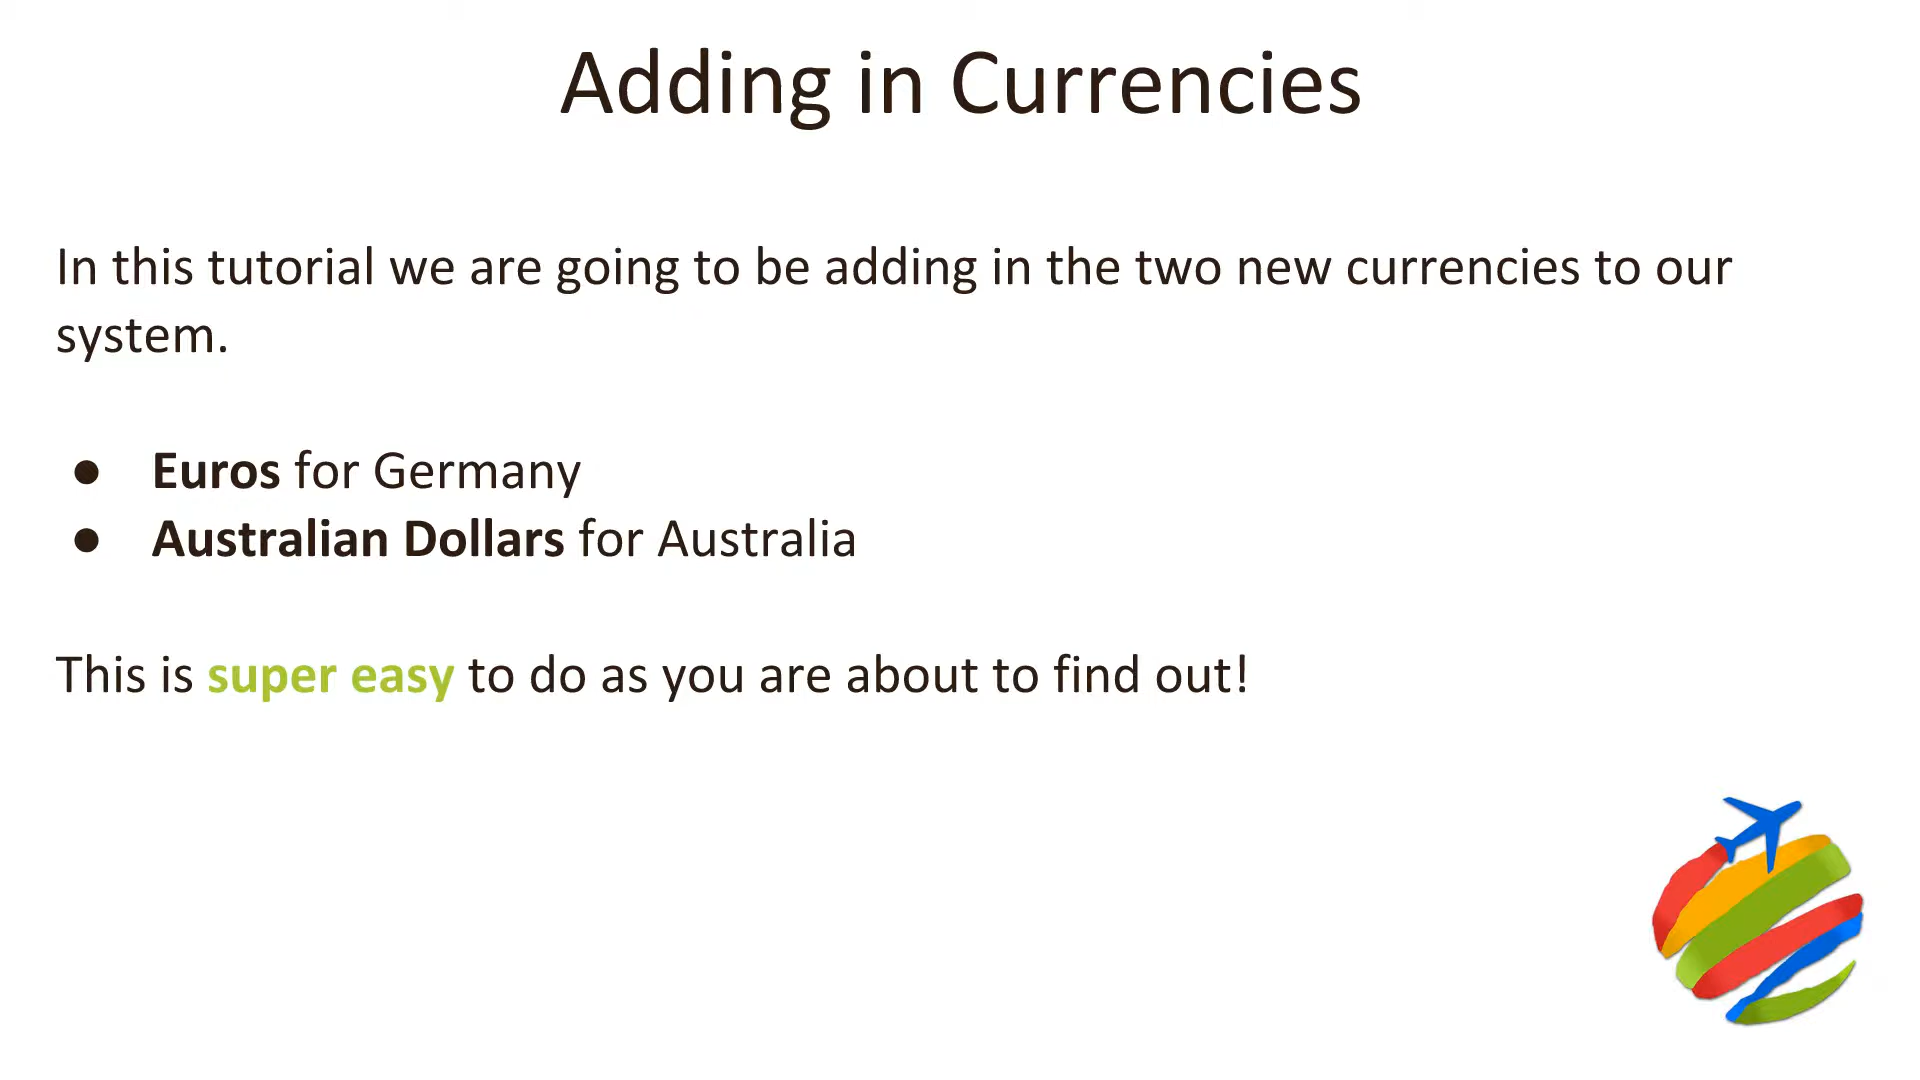 Adding in Currencies
In this tutorial we are going to be adding in the two new currencies to our
system.
● Euros for Germany
● Australian Dollars for Australia
This is super easy to do as you are about to find out!